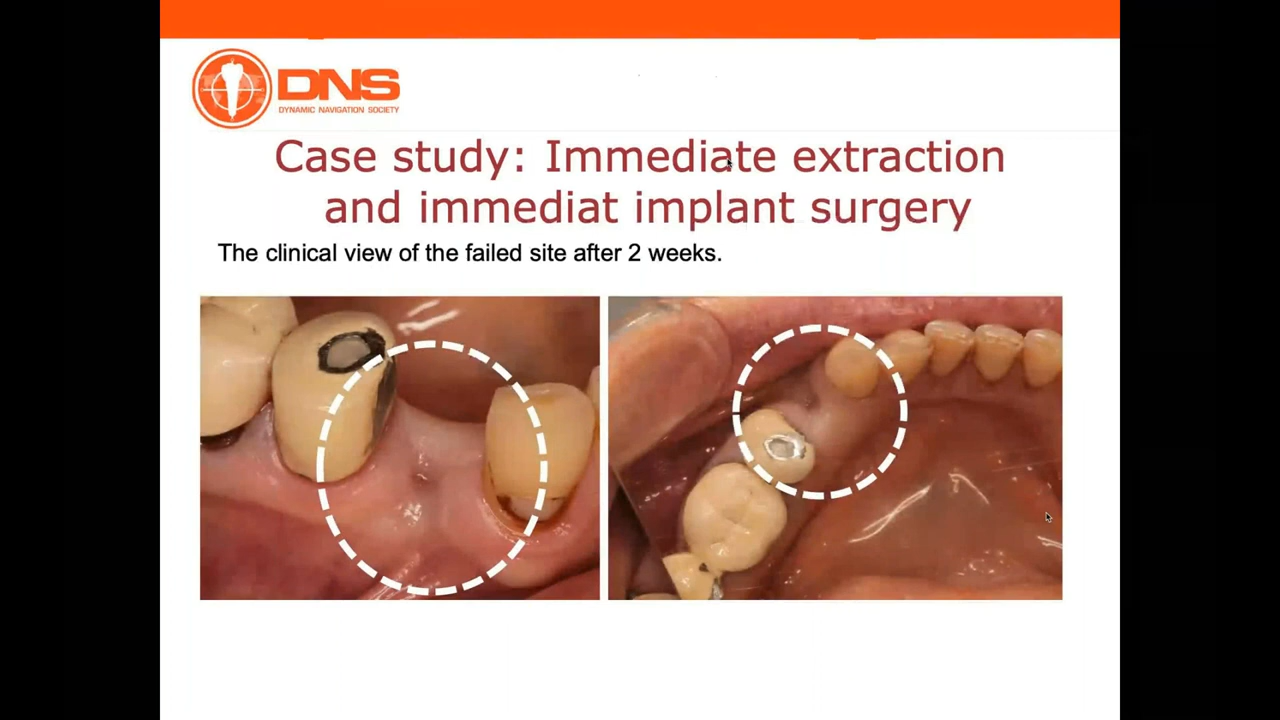 DNS
DYNAMIC NAVIGATION SOCIETY
Case study: Immediate extraction
and immediat implant surgery
The clinical view of the failed site after 2 weeks.